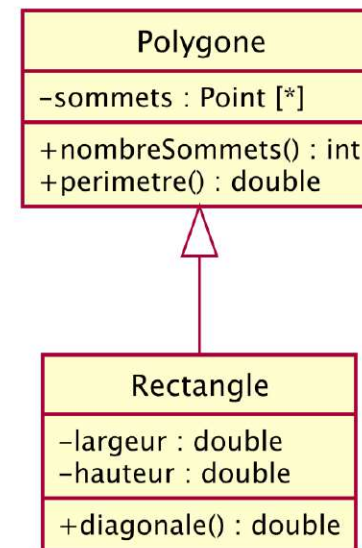 Polygone
-sommets : Point [*]
+nombreSommets() : int
+perimetre() : double
Rectangle
-largeur : double
-hauteur : double
+diagonale() : double